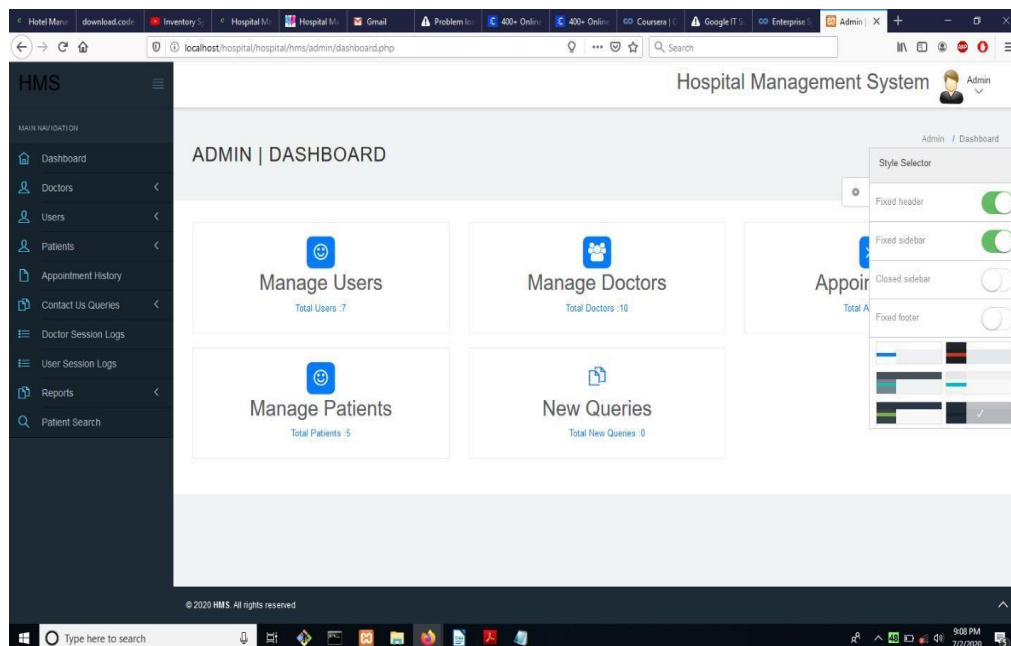 Hotel Mana
download.code
Inventory S
Hospital Ma
Hospital Ma
Gmail
Problem loa
400+ Online
400+ Online
Coursera | O
Google IT S
Enterprise S
Admin |
localhost/hospital/hospital/hms/admin/dashboard.php
Search
HMS
Hospital Management System
Admin
MAIN NAVIGATION
Dashboard
Doctors
Users
Patients
Appointment History
Contact Us Queries
Doctor Session Logs
User Session Logs
Reports
Patient Search
Admin / Dashboard
ADMIN | DASHBOARD
Style Selector
Fixed header
Fixed sidebar
Closed sidebar
Fixed footer
Manage Users
Total Users :7
Manage Doctors
Total Doctors :10
Appoin
Total A
Manage Patients
Total Patients :5
New Queries
Total New Queries :0
© 2020 HMS. All rights reserved
Type here to search
48
9:08 PM
7/2/2020